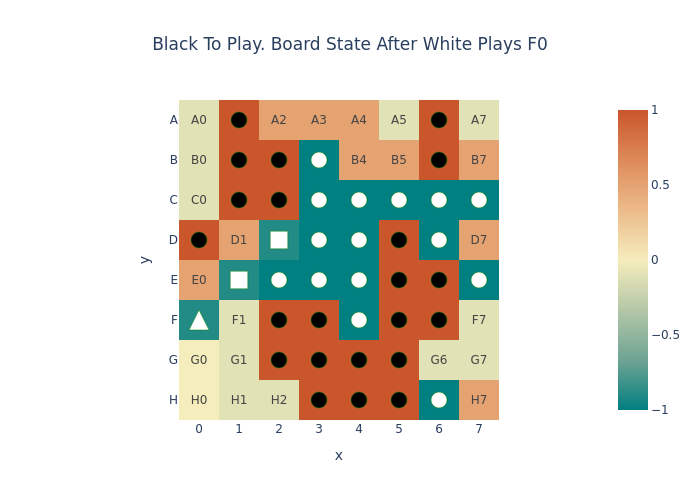 Black To Play. Board State After White Plays F0
A A0 A2 A3 A4 A5 A7
B B0 B4 B5 B7
C C0
D D1 D7
E E0
F F1 F7
G G0 G1 G6 G7
H H0 H1 H2 H7
0 1 2 3 4 5 6 7
x
y
1
0.5
0
−0.5
−1